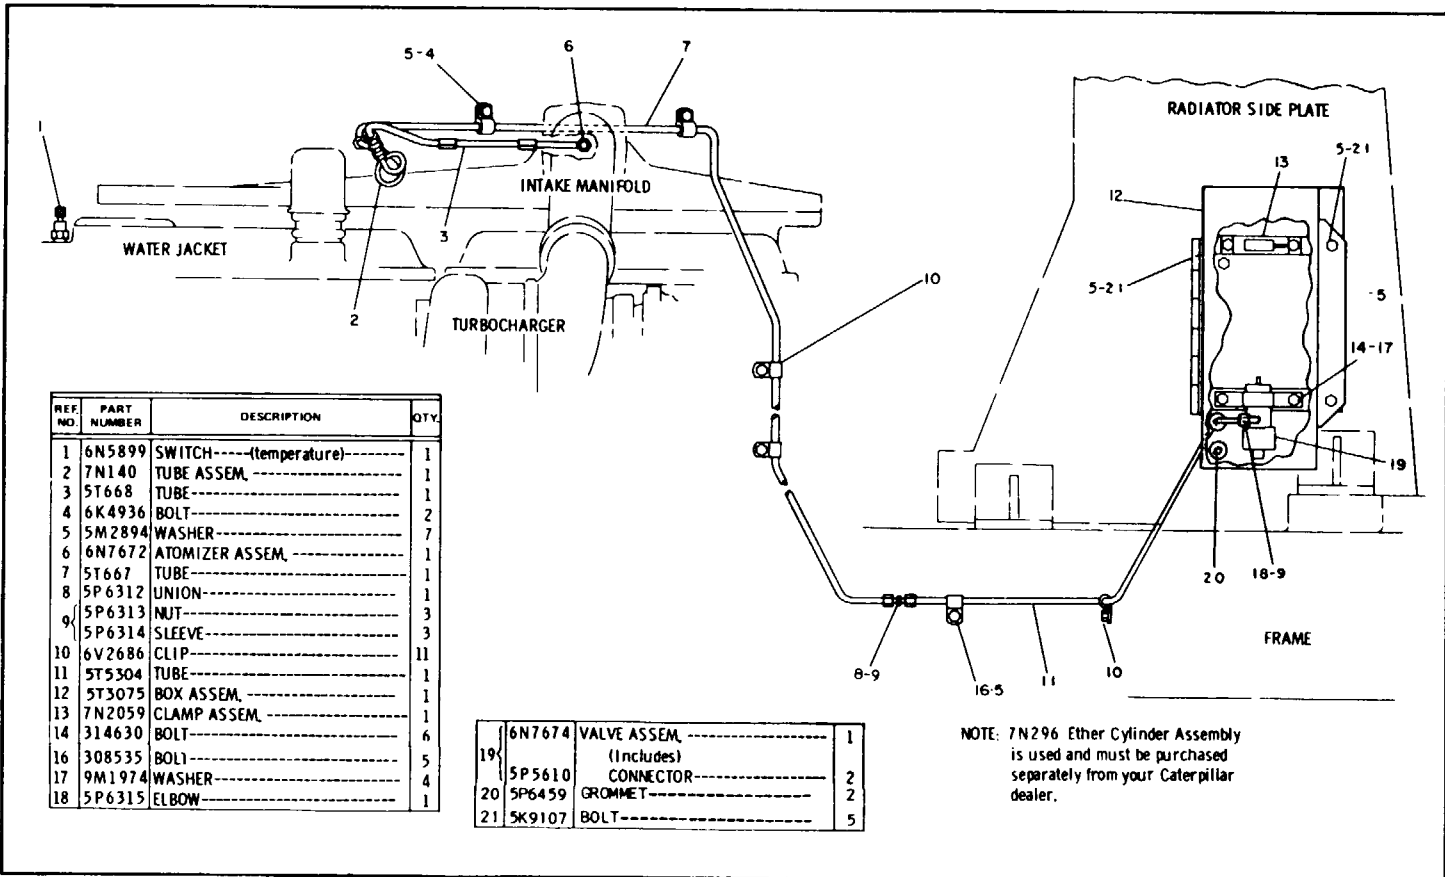 5-4
6
7
1
RADIATOR SIDE PLATE
13
5-21
12
INTAKE MANIFOLD
WATER JACKET
3
2
TURBOCHARGER
10
5-21
-5
14-17
19
20
18-9
FRAME
8-9
16-5
11
10
REF. NO. PART NUMBER DESCRIPTION QTY.
1 6N5899 SWITCH-----(temperature)------- 1
2 7N140 TUBE ASSEM. ------------------ 1
3 5T668 TUBE------------------------- 1
4 6K4936 BOLT------------------------- 2
5 5M2894 WASHER---------------------- 7
6 6N7672 ATOMIZER ASSEM. ------------- 1
7 5T667 TUBE------------------------- 1
8 5P6312 UNION------------------------ 1
9{ 5P6313 NUT-------------------------- 3
5P6314 SLEEVE----------------------- 3
10 6V2686 CLIP------------------------- 11
11 5T5304 TUBE------------------------- 1
12 5T3075 BOX ASSEM. ------------------ 1
13 7N2059 CLAMP ASSEM. ---------------- 1
14 314630 BOLT------------------------- 6
16 308535 BOLT------------------------- 5
17 9M1974 WASHER----------------------- 4
18 5P6315 ELBOW------------------------ 1
19{ 6N7674 VALVE ASSEM. ---------------- 1
(Includes)
5P5610 CONNECTOR--------------- 2
20 5P6459 GROMMET------------------ 2
21 5K9107 BOLT---------------------- 5
NOTE: 7N296 Ether Cylinder Assembly
is used and must be purchased
separately from your Caterpillar
dealer.